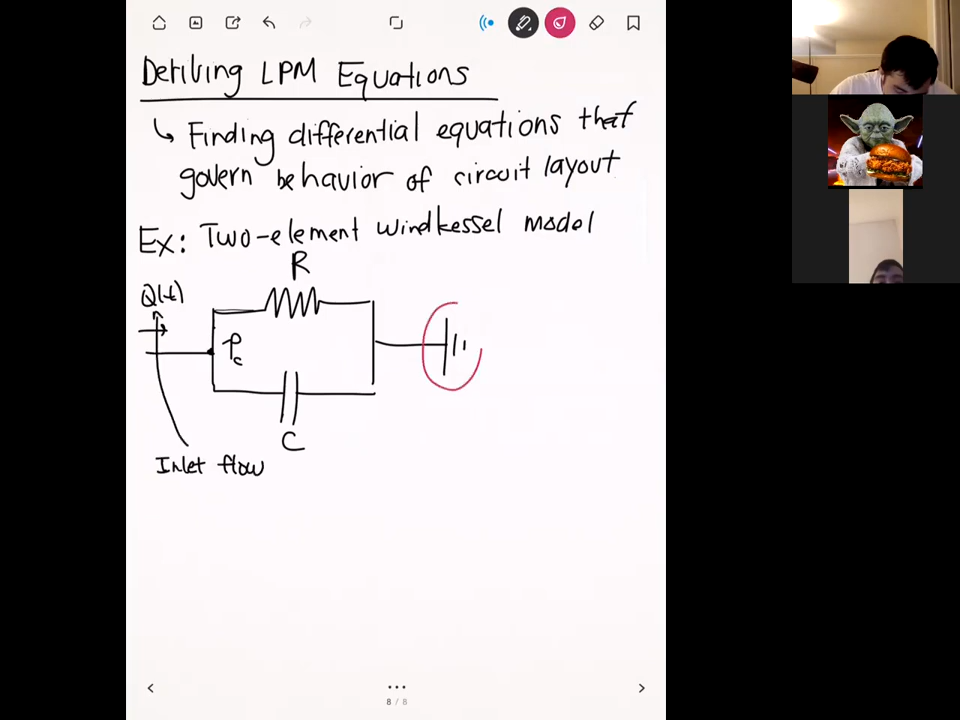 Deriving LPM Equations
↳ Finding differential equations that
govern behavior of circuit layout
Ex: Two-element windkessel model
R
Q(t)
Pc
C
Inlet flow
8 / 8